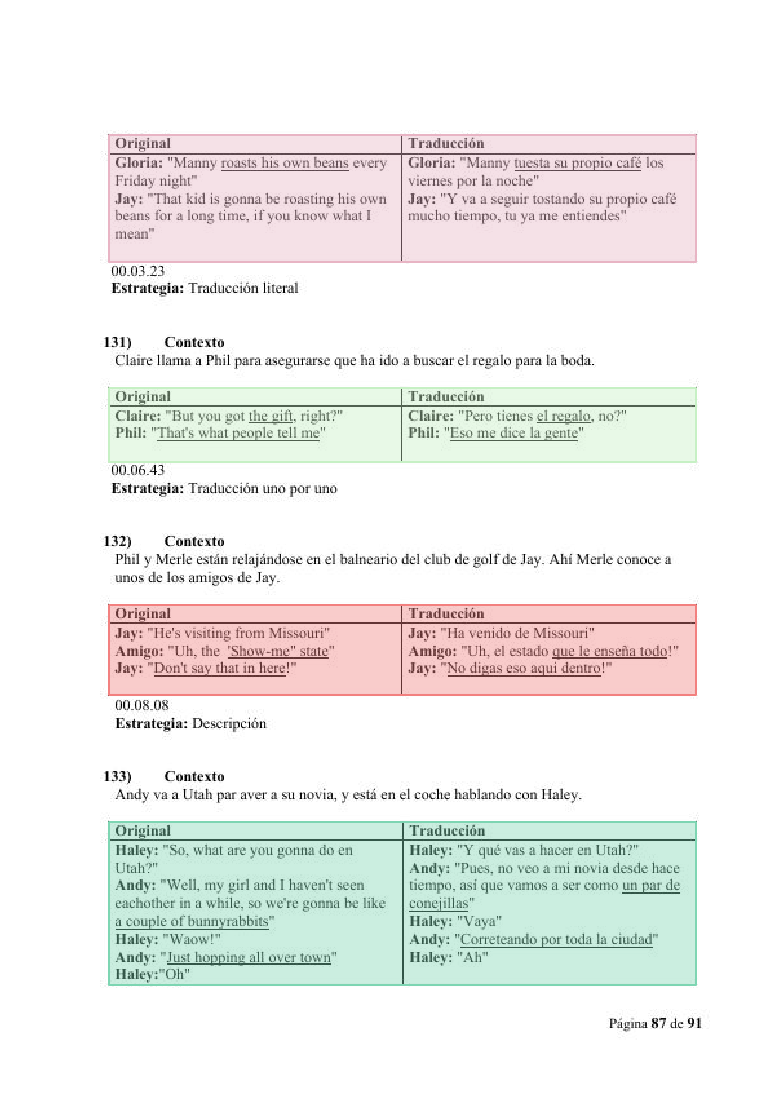 Original
Traducción
Gloria: "Manny roasts his own beans every
Friday night"
Jay: "That kid is gonna be roasting his own
beans for a long time, if you know what I
mean"
Gloria: "Manny tuesta su propio café los
viernes por la noche"
Jay: "Y va a seguir tostando su propio café
mucho tiempo, tu ya me entiendes"
00.03.23
Estrategia: Traducción literal
131) Contexto
Claire llama a Phil para asegurarse que ha ido a buscar el regalo para la boda.
Original
Traducción
Claire: "But you got the gift, right?"
Phil: "That's what people tell me"
Claire: "Pero tienes el regalo, no?"
Phil: "Eso me dice la gente"
00.06.43
Estrategia: Traducción uno por uno
132) Contexto
Phil y Merle están relajándose en el balneario del club de golf de Jay. Ahí Merle conoce a
unos de los amigos de Jay.
Original
Traducción
Jay: "He's visiting from Missouri"
Amigo: "Uh, the 'Show-me" state"
Jay: "Don't say that in here!"
Jay: "Ha venido de Missouri"
Amigo: "Uh, el estado que le enseña todo!"
Jay: "No digas eso aquí dentro!"
00.08.08
Estrategia: Descripción
133) Contexto
Andy va a Utah par aver a su novia, y está en el coche hablando con Haley.
Original
Traducción
Haley: "So, what are you gonna do en
Utah?"
Andy: "Well, my girl and I haven't seen
eachother in a while, so we're gonna be like
a couple of bunnyrabbits"
Haley: "Waow!"
Andy: "Just hopping all over town"
Haley:"Oh"
Haley: "Y qué vas a hacer en Utah?"
Andy: "Pues, no veo a mi novia desde hace
tiempo, así que vamos a ser como un par de
conejillas"
Haley: "Vaya"
Andy: "Correteando por toda la ciudad"
Haley: "Ah"
Página 87 de 91